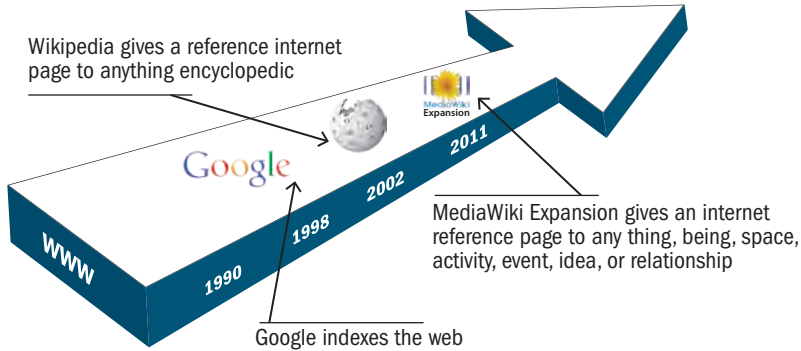 Wikipedia gives a reference internet
page to anything encyclopedic
MediaWiki
Expansion
Google
2011
2002
1998
1990
WWW
MediaWiki Expansion gives an internet
reference page to any thing, being, space,
activity, event, idea, or relationship
Google indexes the web